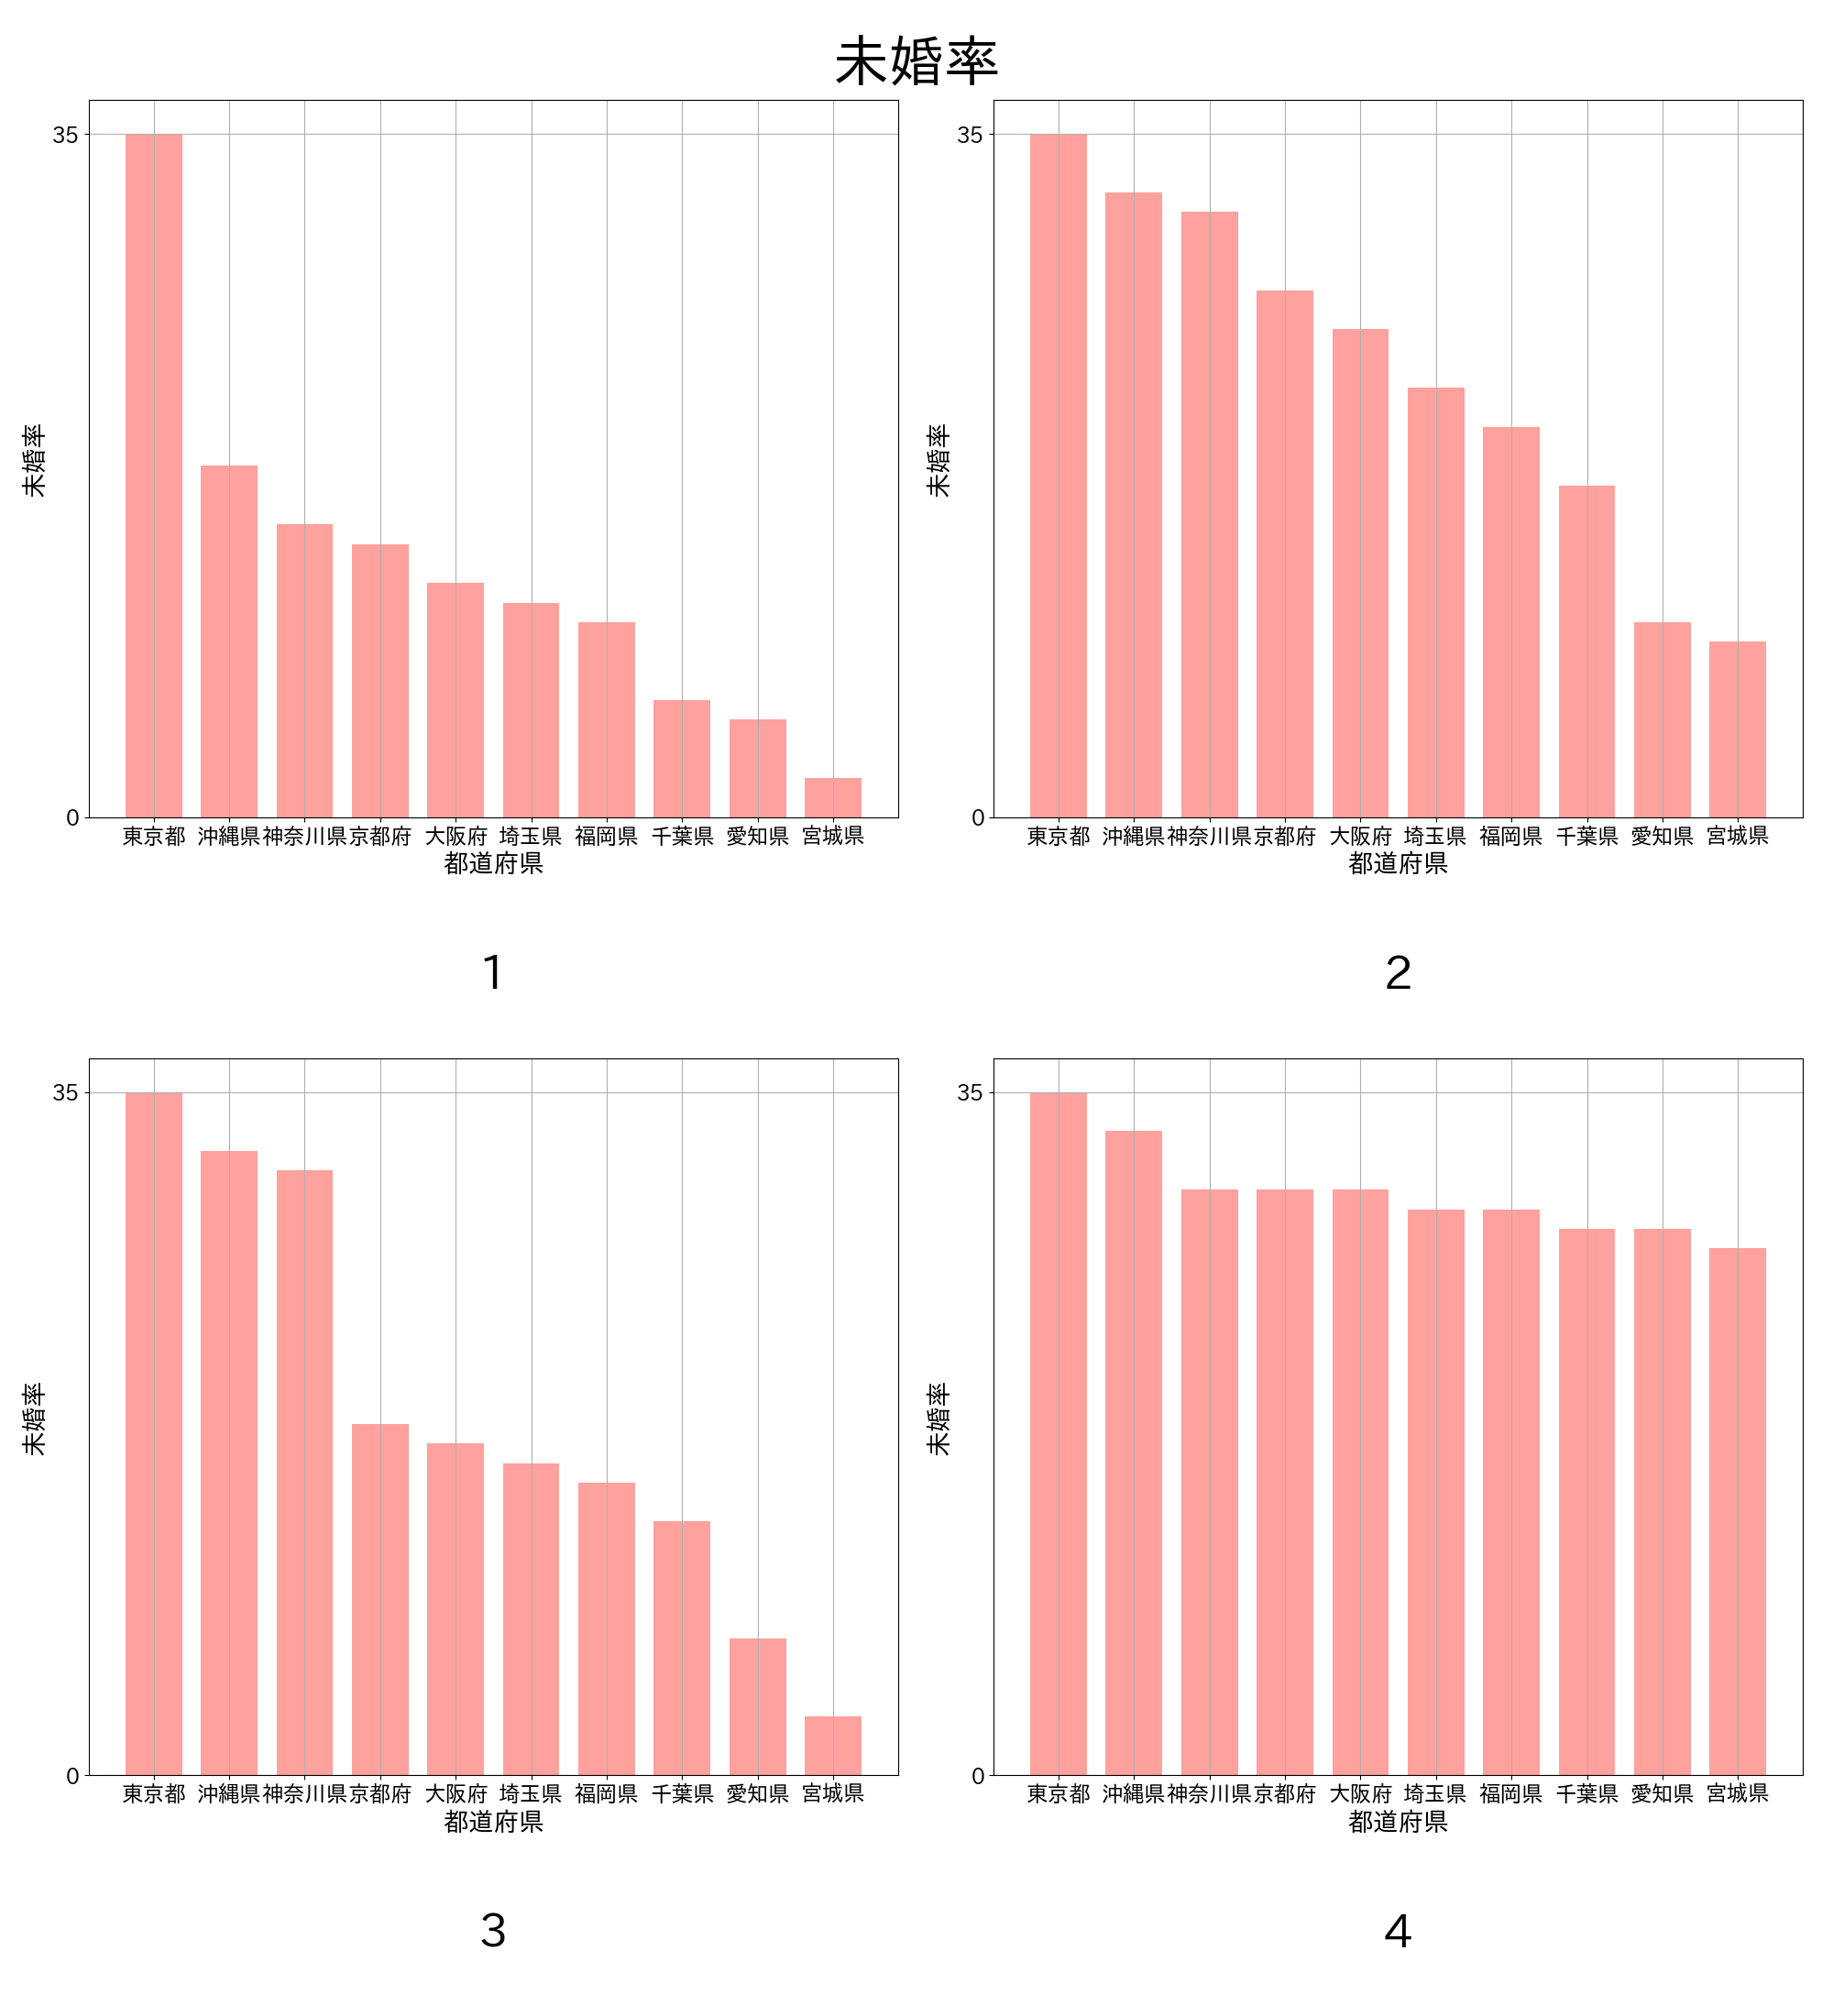 未婚率
35
0
未婚率
東京都 沖縄県 神奈川県 京都府 大阪府 埼玉県 福岡県 千葉県 愛知県 宮城県
都道府県
1
35
0
未婚率
東京都 沖縄県 神奈川県 京都府 大阪府 埼玉県 福岡県 千葉県 愛知県 宮城県
都道府県
2
35
0
未婚率
東京都 沖縄県 神奈川県 京都府 大阪府 埼玉県 福岡県 千葉県 愛知県 宮城県
都道府県
3
35
0
未婚率
東京都 沖縄県 神奈川県 京都府 大阪府 埼玉県 福岡県 千葉県 愛知県 宮城県
都道府県
4